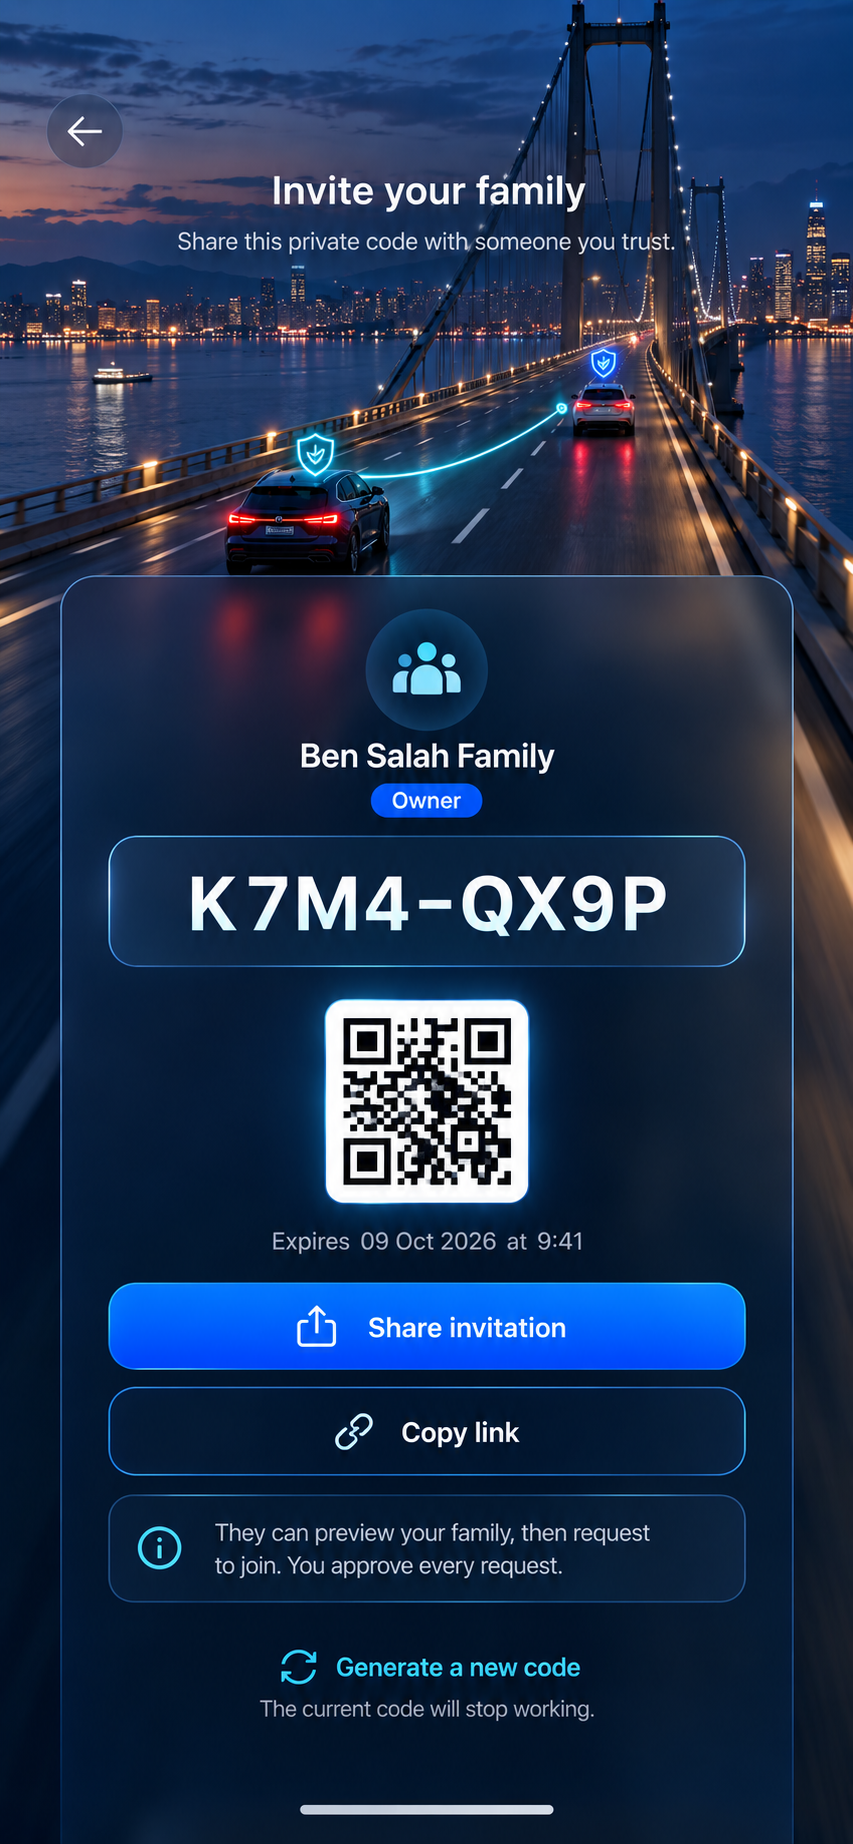 Invite your family
Share this private code with someone you trust.
Ben Salah Family
Owner
K7M4-QX9P
Expires 09 Oct 2026 at 9:41
Share invitation
Copy link
They can preview your family, then request
to join. You approve every request.
Generate a new code
The current code will stop working.